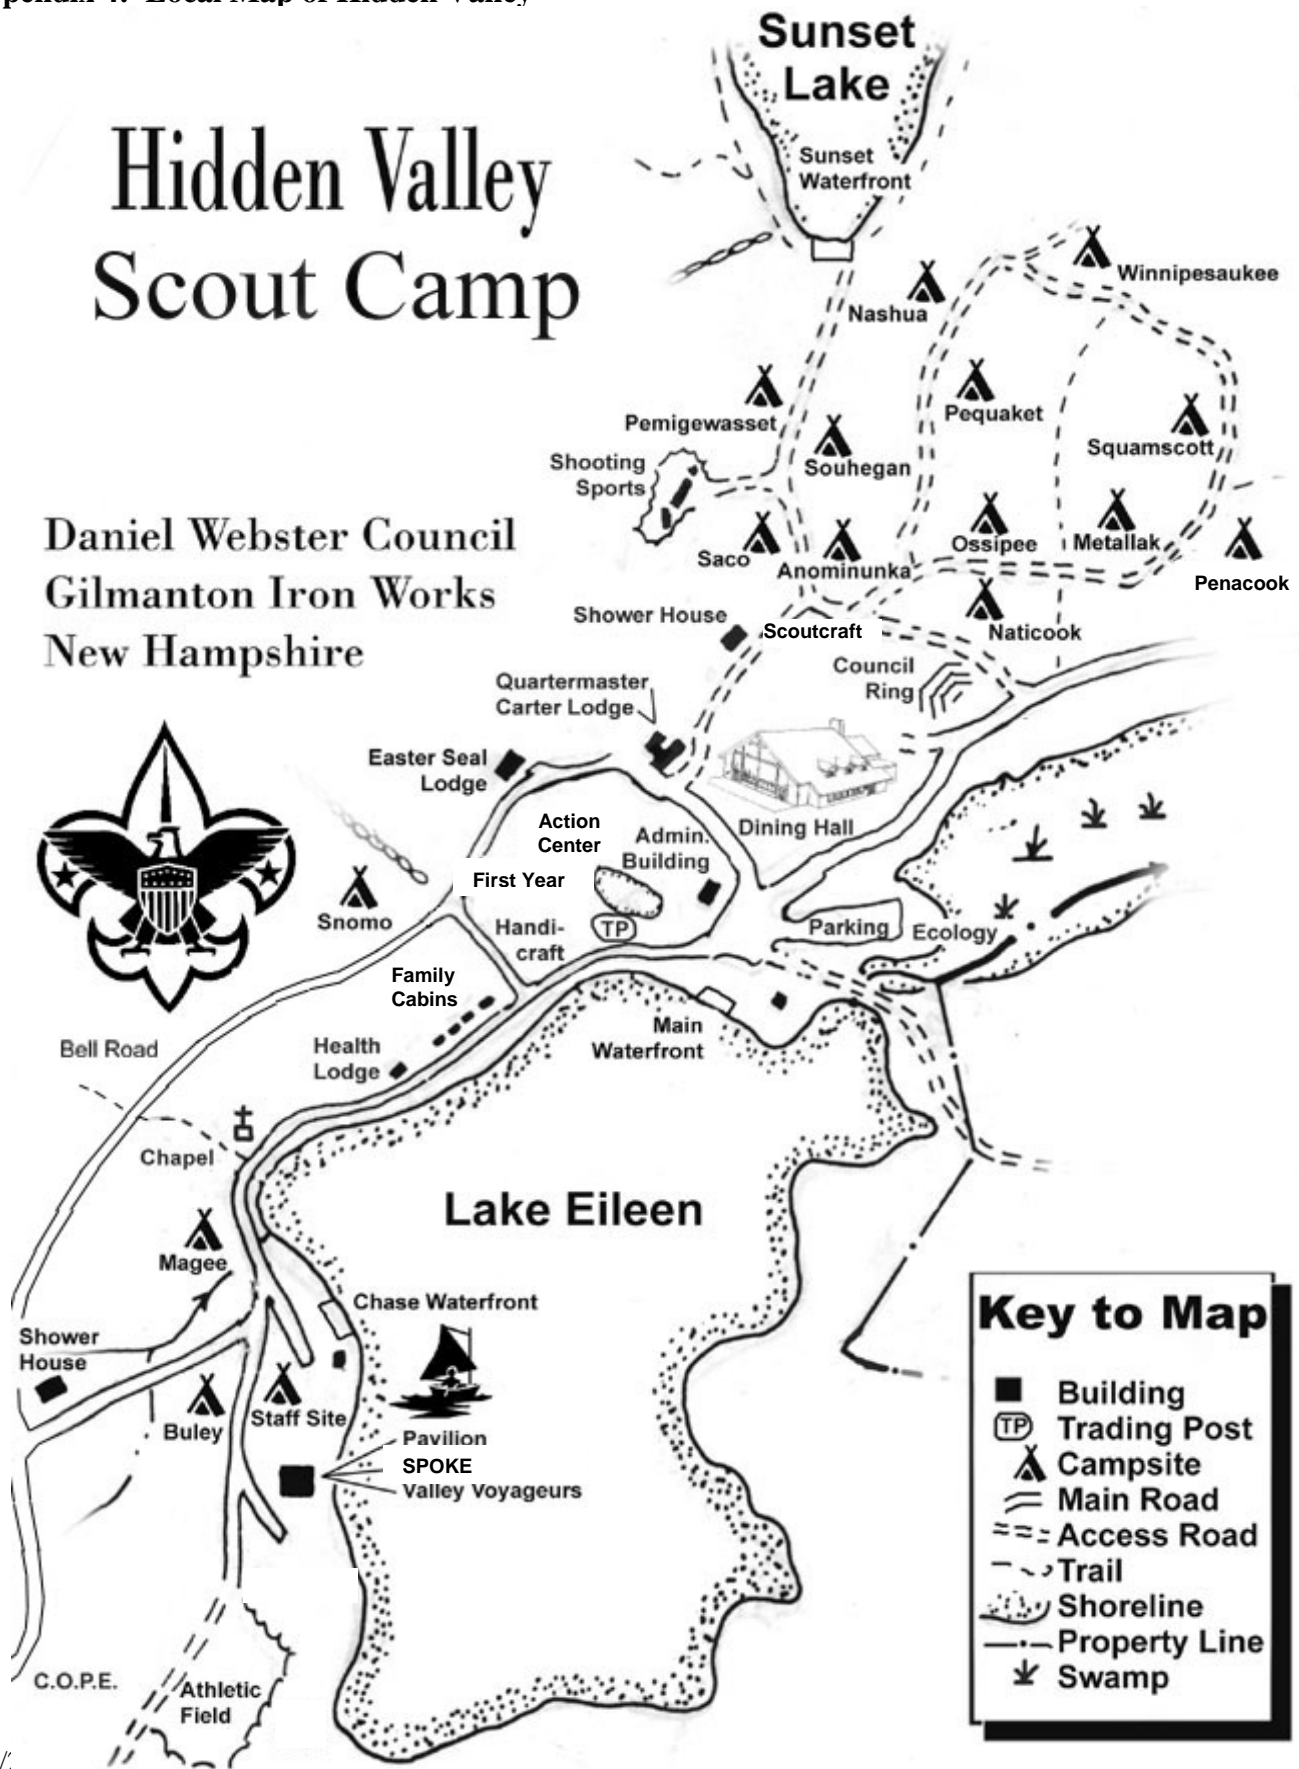 pendix 4: Local Map of Hidden Valley
Sunset
Lake
Hidden Valley
Scout Camp
Sunset
Waterfront
Winnipesaukee
Nashua
Pequaket
Pemigewasset
Squamscott
Shooting
Sports
Souhegan
Daniel Webster Council
Gilmanton Iron Works
New Hampshire
Saco
Anominunka
Ossipee
Metallak
Penacook
Shower House
Scoutcraft
Naticook
Council
Ring
Quartermaster
Carter Lodge
Easter Seal
Lodge
Action
Center
Admin.
Building
Dining Hall
First Year
Snomo
Handi-
craft
TP
Parking
Ecology
Family
Cabins
Main
Waterfront
Bell Road
Health
Lodge
Chapel
Lake Eileen
Magee
Chase Waterfront
Shower
House
Buley
Staff Site
Pavilion
SPOKE
Valley Voyageurs
C.O.P.E.
Athletic
Field
Key to Map
Building
TP Trading Post
Campsite
Main Road
Access Road
Trail
Shoreline
Property Line
Swamp